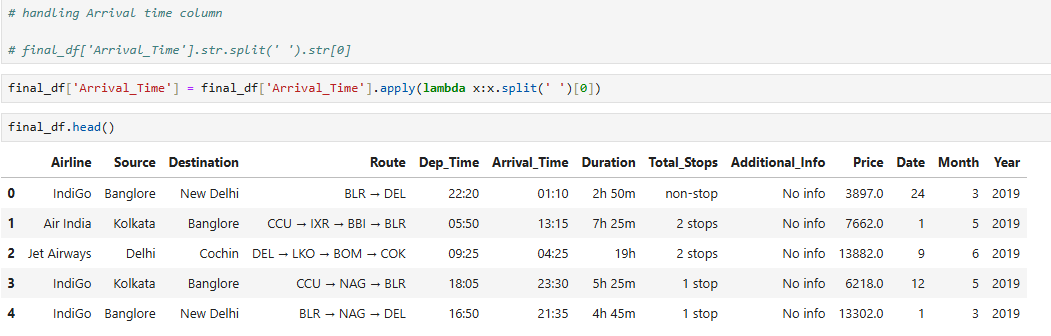 # handling Arrival time column
# final_df['Arrival_Time'].str.split(' ').str[0]
final_df['Arrival_Time'] = final_df['Arrival_Time'].apply(lambda x:x.split(' ')[0])
final_df.head()
Airline Source Destination Route Dep_Time Arrival_Time Duration Total_Stops Additional_Info Price Date Month Year
0 IndiGo Banglore New Delhi BLR → DEL 22:20 01:10 2h 50m non-stop No info 3897.0 24 3 2019
1 Air India Kolkata Banglore CCU → IXR → BBI → BLR 05:50 13:15 7h 25m 2 stops No info 7662.0 1 5 2019
2 Jet Airways Delhi Cochin DEL → LKO → BOM → COK 09:25 04:25 19h 2 stops No info 13882.0 9 6 2019
3 IndiGo Kolkata Banglore CCU → NAG → BLR 18:05 23:30 5h 25m 1 stop No info 6218.0 12 5 2019
4 IndiGo Banglore New Delhi BLR → NAG → DEL 16:50 21:35 4h 45m 1 stop No info 13302.0 1 3 2019